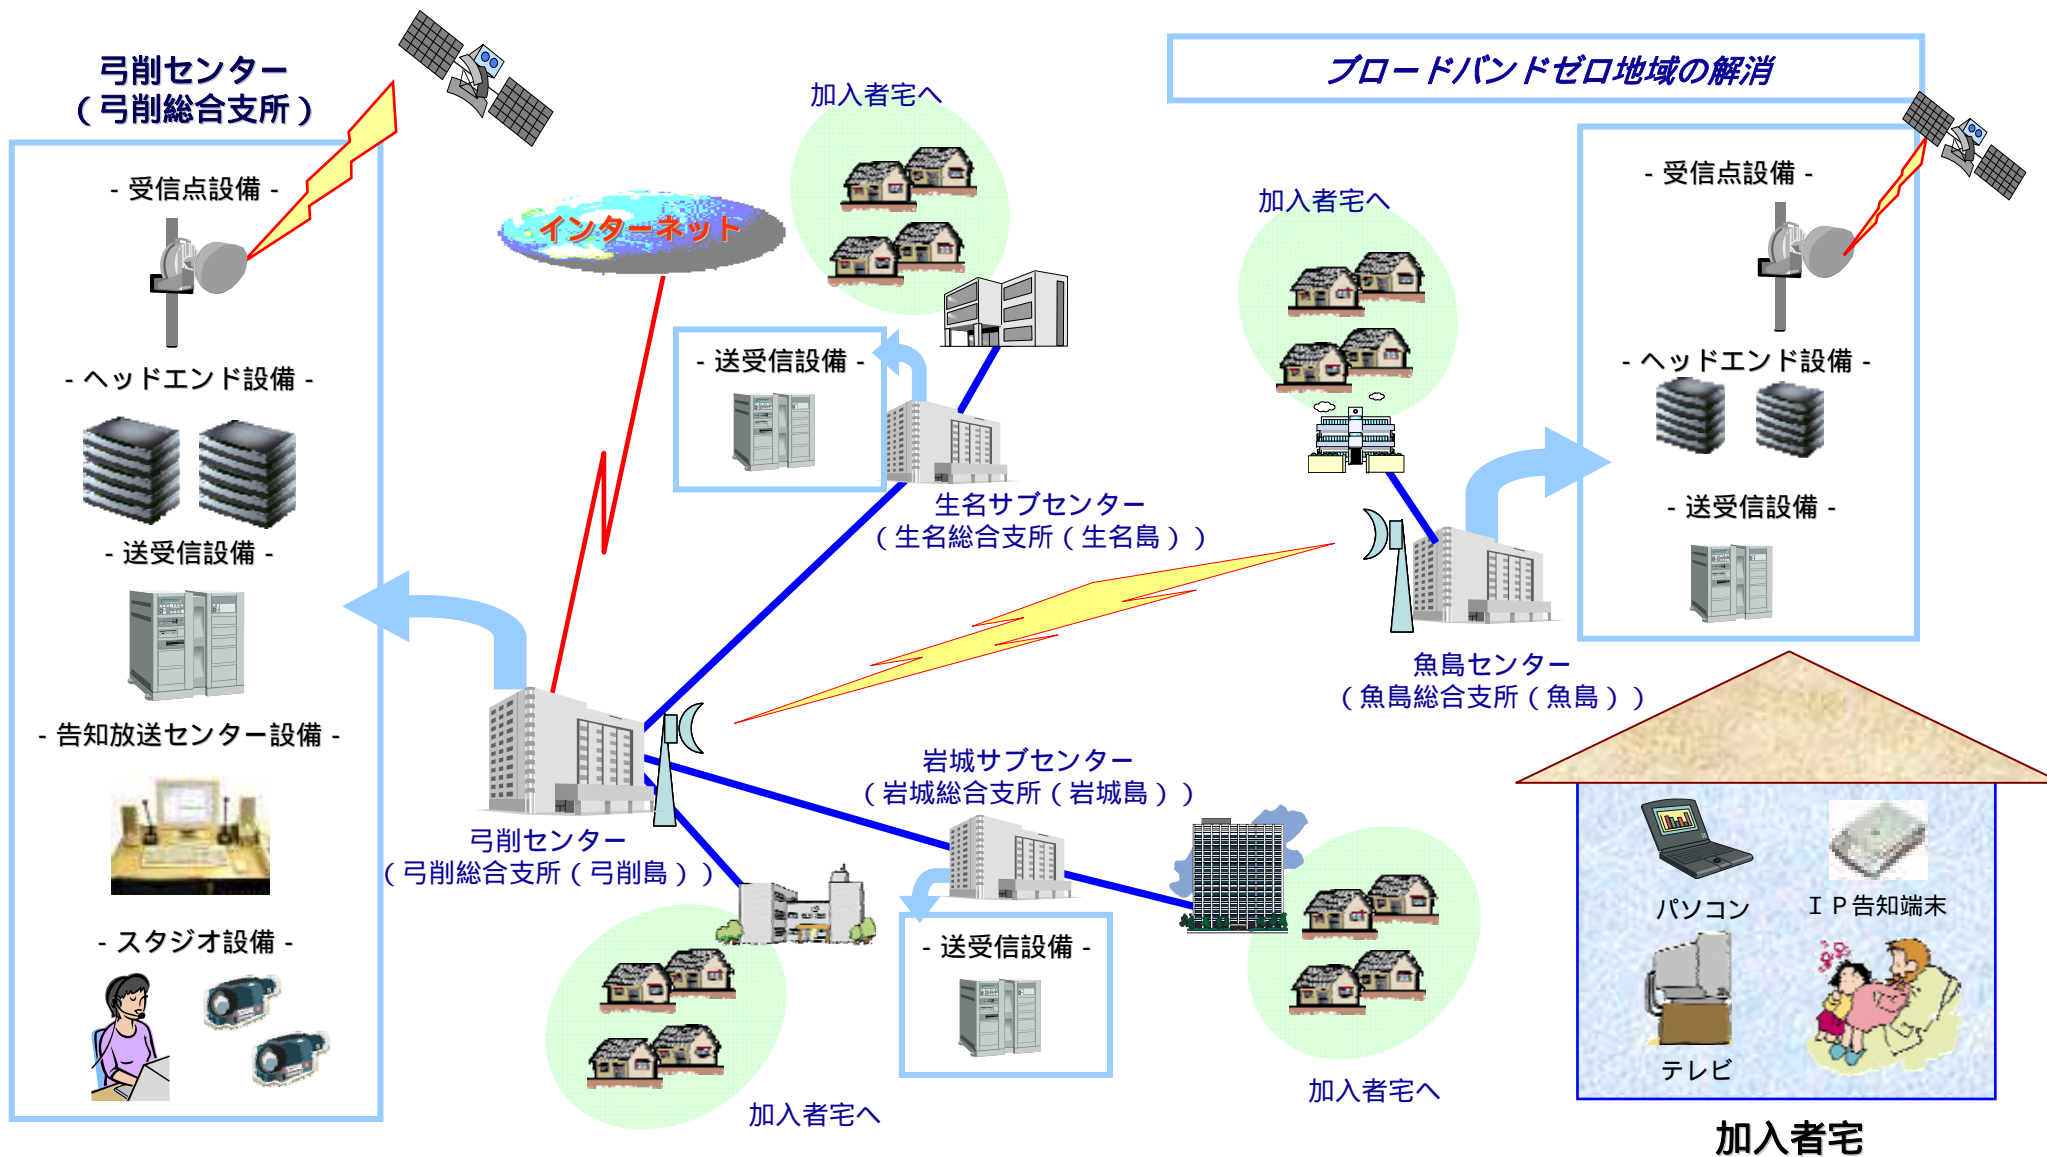 弓削センター
（弓削総合支所）
- 受信点設備 -
- ヘッドエンド設備 -
- 送受信設備 -
- 告知放送センター設備 -
- スタジオ設備 -
インターネット
加入者宅へ
- 送受信設備 -
生名サブセンター
（生名総合支所（生名島））
弓削センター
（弓削総合支所（弓削島））
加入者宅へ
岩城サブセンター
（岩城総合支所（岩城島））
- 送受信設備 -
加入者宅へ
ブロードバンドゼロ地域の解消
加入者宅へ
魚島センター
（魚島総合支所（魚島））
- 受信点設備 -
- ヘッドエンド設備 -
- 送受信設備 -
パソコン
ＩＰ告知端末
テレビ
加入者宅